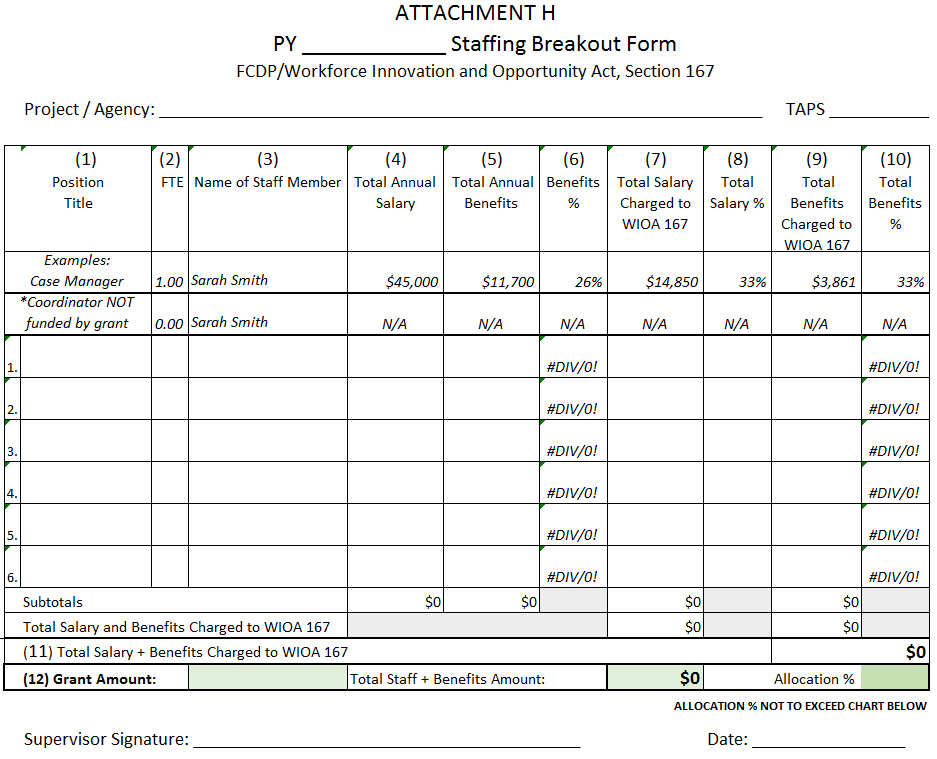 ATTACHMENT H
PY _____________ Staffing Breakout Form
FCDP/Workforce Innovation and Opportunity Act, Section 167
Project / Agency: ____________________________________________________________ TAPS __________
(1) (2) (3) (4) (5) (6) (7) (8) (9) (10)
Position FTE Name of Staff Member Total Annual Total Annual Benefits Total Salary Total Total Total
Title Salary Benefits % Charged to Salary % Benefits Benefits
WIOA 167 Charged to %
WIOA 167
Examples:
Case Manager 1.00 Sarah Smith $45,000 $11,700 26% $14,850 33% $3,861 33%
*Coordinator NOT
funded by grant 0.00 Sarah Smith N/A N/A N/A N/A N/A N/A N/A
1. #DIV/0! #DIV/0!
2. #DIV/0! #DIV/0!
3. #DIV/0! #DIV/0!
4. #DIV/0! #DIV/0!
5. #DIV/0! #DIV/0!
6. #DIV/0! #DIV/0!
Subtotals $0 $0 $0 $0
Total Salary and Benefits Charged to WIOA 167 $0 $0
(11) Total Salary + Benefits Charged to WIOA 167 $0
(12) Grant Amount: Total Staff + Benefits Amount: $0 Allocation %
ALLOCATION % NOT TO EXCEED CHART BELOW
Supervisor Signature: ________________________________________ Date: ________________